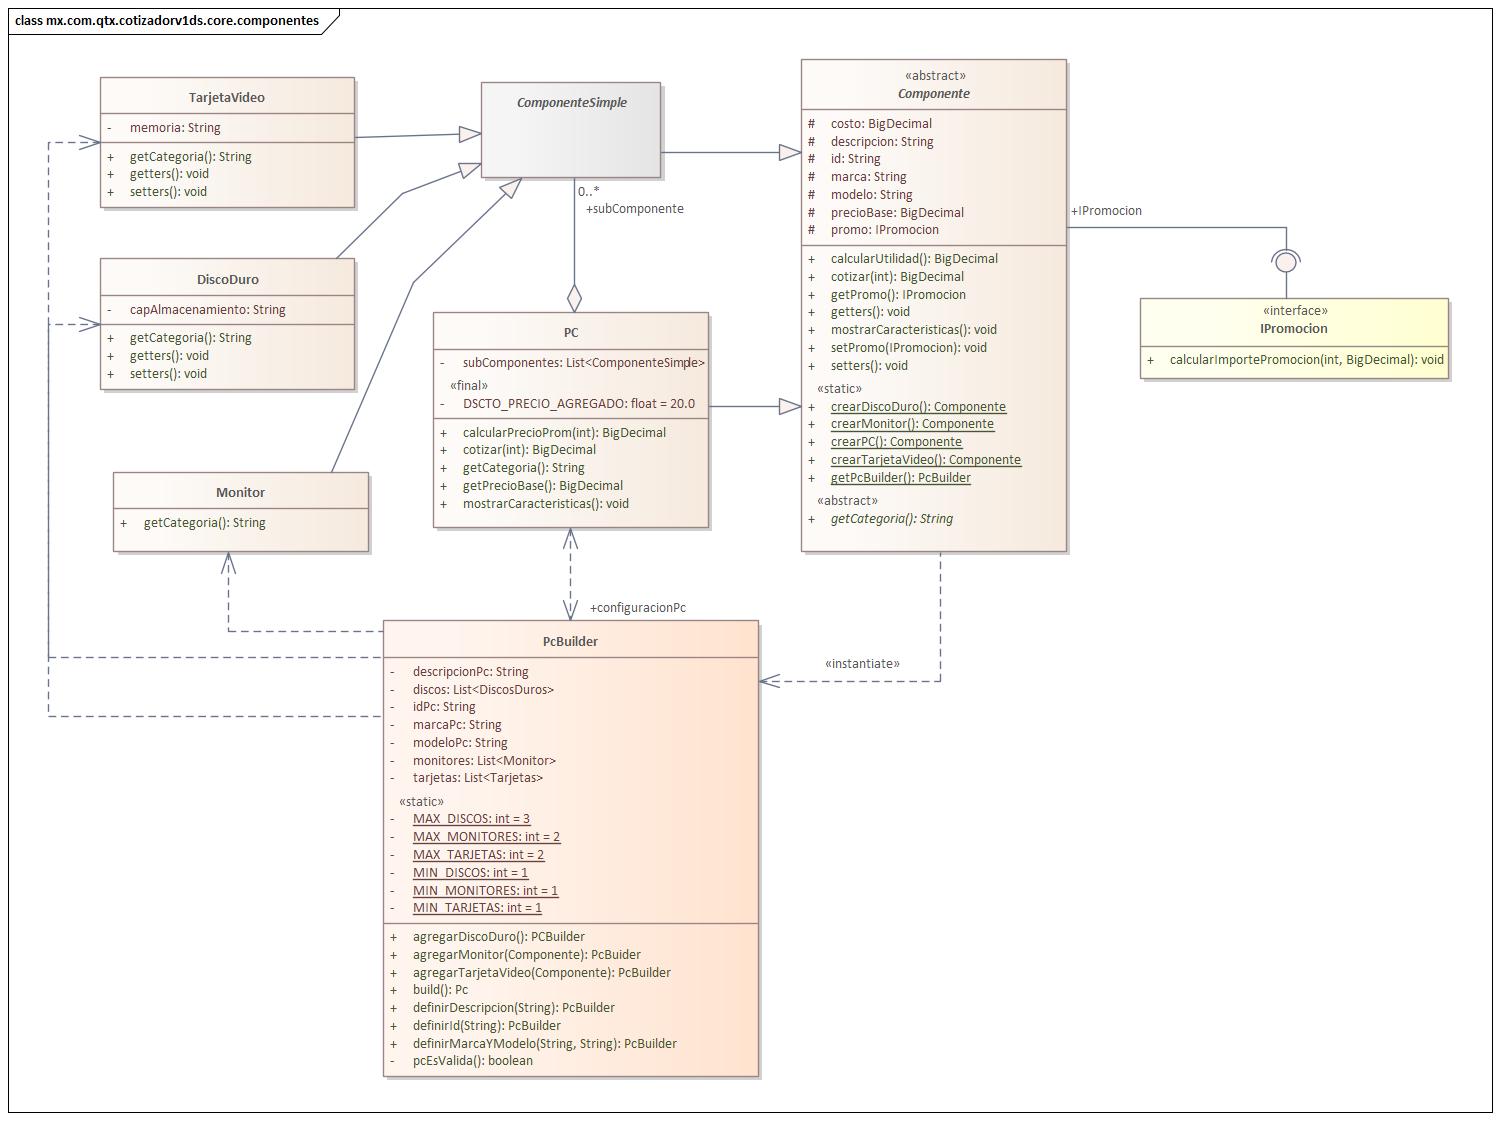 class mx.com.qtx.cotizadorv1ds.core.componentes
TarjetaVideo
- memoria: String
+ getCategoria(): String
+ getters(): void
+ setters(): void
DiscoDuro
- capAlmacenamiento: String
+ getCategoria(): String
+ getters(): void
+ setters(): void
Monitor
+ getCategoria(): String
ComponenteSimple
0..*
+subComponente
PC
- subComponentes: List<ComponenteSimple>
«final»
- DSCTO_PRECIO_AGREGADO: float = 20.0
+ calcularPrecioProm(int): BigDecimal
+ cotizar(int): BigDecimal
+ getCategoria(): String
+ getPrecioBase(): BigDecimal
+ mostrarCaracteristicas(): void
«abstract»
Componente
# costo: BigDecimal
# descripcion: String
# id: String
# marca: String
# modelo: String
# precioBase: BigDecimal
# promo: IPromocion
+ calcularUtilidad(): BigDecimal
+ cotizar(int): BigDecimal
+ getPromo(): IPromocion
+ getters(): void
+ mostrarCaracteristicas(): void
+ setPromo(IPromocion): void
+ setters(): void
«static»
+ crearDiscoDuro(): Componente
+ crearMonitor(): Componente
+ crearPC(): Componente
+ crearTarjetaVideo(): Componente
+ getPcBuilder(): PcBuilder
«abstract»
+ getCategoria(): String
+IPromocion
«interface»
IPromocion
+ calcularImportePromocion(int, BigDecimal): void
+configuracionPc
«instantiate»
PcBuilder
- descripcionPc: String
- discos: List<DiscosDuros>
- idPc: String
- marcaPc: String
- modeloPc: String
- monitores: List<Monitor>
- tarjetas: List<Tarjetas>
«static»
- MAX_DISCOS: int = 3
- MAX_MONITORES: int = 2
- MAX_TARJETAS: int = 2
- MIN_DISCOS: int = 1
- MIN_MONITORES: int = 1
- MIN_TARJETAS: int = 1
+ agregarDiscoDuro(): PCBuilder
+ agregarMonitor(Componente): PcBuider
+ agregarTarjetaVideo(Componente): PcBuilder
+ build(): Pc
+ definirDescripcion(String): PcBuilder
+ definirId(String): PcBuilder
+ definirMarcaYModelo(String, String): PcBuilder
- pcEsValida(): boolean